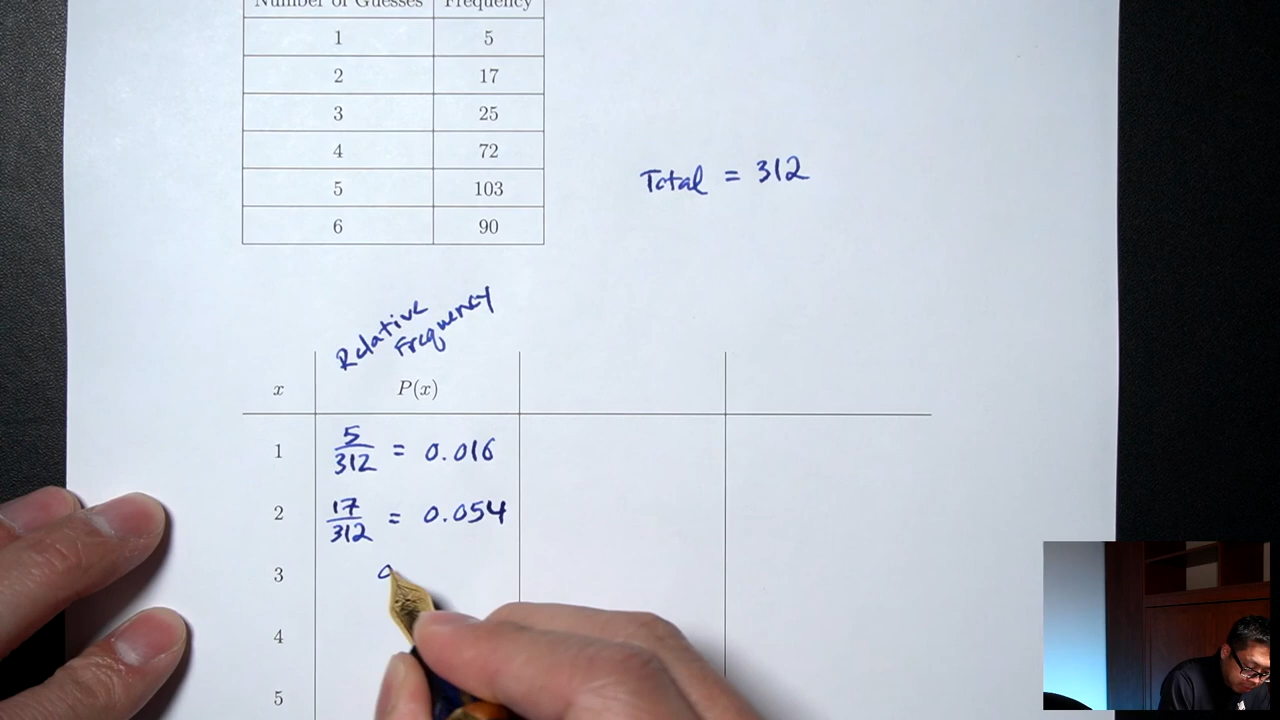 Number of Guesses Frequency
1 5
2 17
3 25
4 72
5 103
6 90
Total = 312
Relative
Frequency
x P(x)
1 5/312 = 0.016
2 17/312 = 0.054
3 0
4
5